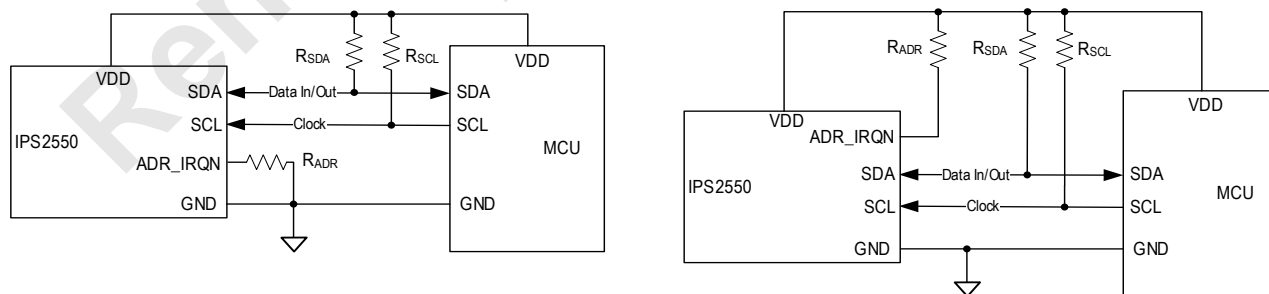 Ren
VDD
SDA
SCL
IPS2550
ADR_IRQN
GND
RSDA
RSCL
Data In/Out
Clock
RADR
VDD
SDA
SCL
MCU
GND
RADR
RSDA
RSCL
VDD
ADR_IRQN
IPS2550
SDA
SCL
GND
Data In/Out
Clock
VDD
SDA
MCU
SCL
GND